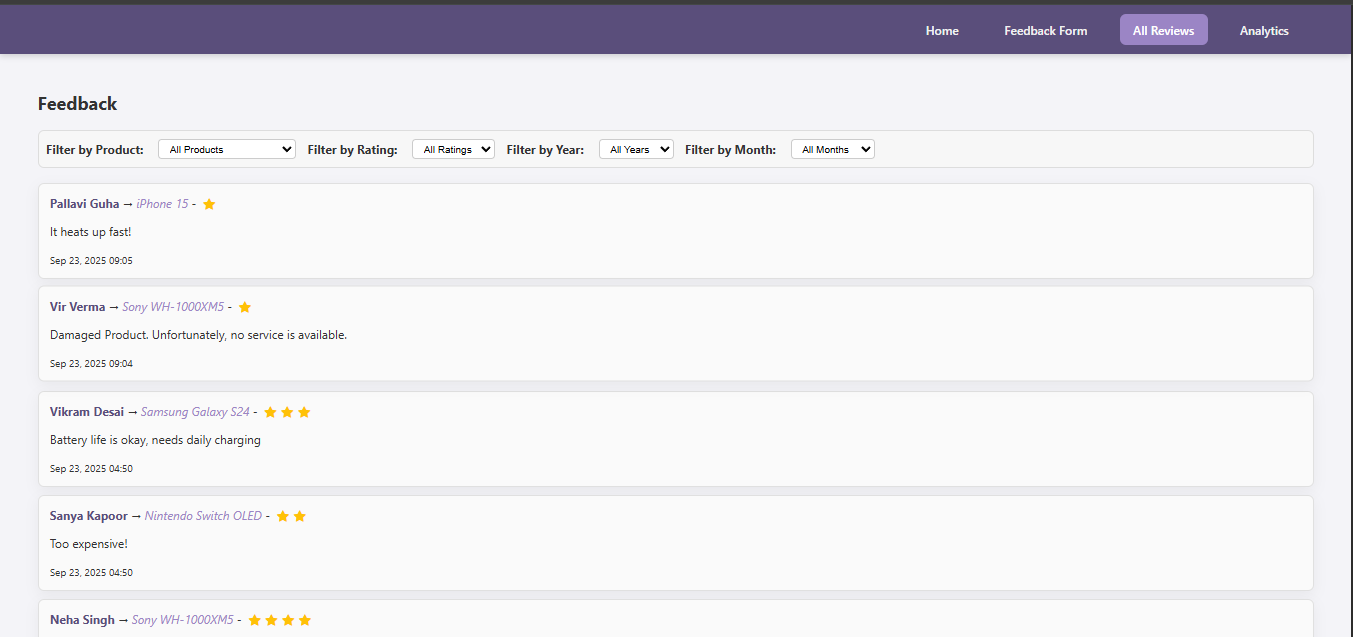 Home Feedback Form All Reviews Analytics
Feedback
Filter by Product: All Products Filter by Rating: All Ratings Filter by Year: All Years Filter by Month: All Months
Pallavi Guha → iPhone 15 - ★
It heats up fast!
Sep 23, 2025 09:05
Vir Verma → Sony WH-1000XM5 - ★
Damaged Product. Unfortunately, no service is available.
Sep 23, 2025 09:04
Vikram Desai → Samsung Galaxy S24 - ★ ★ ★
Battery life is okay, needs daily charging
Sep 23, 2025 04:50
Sanya Kapoor → Nintendo Switch OLED - ★ ★
Too expensive!
Sep 23, 2025 04:50
Neha Singh → Sony WH-1000XM5 - ★ ★ ★ ★